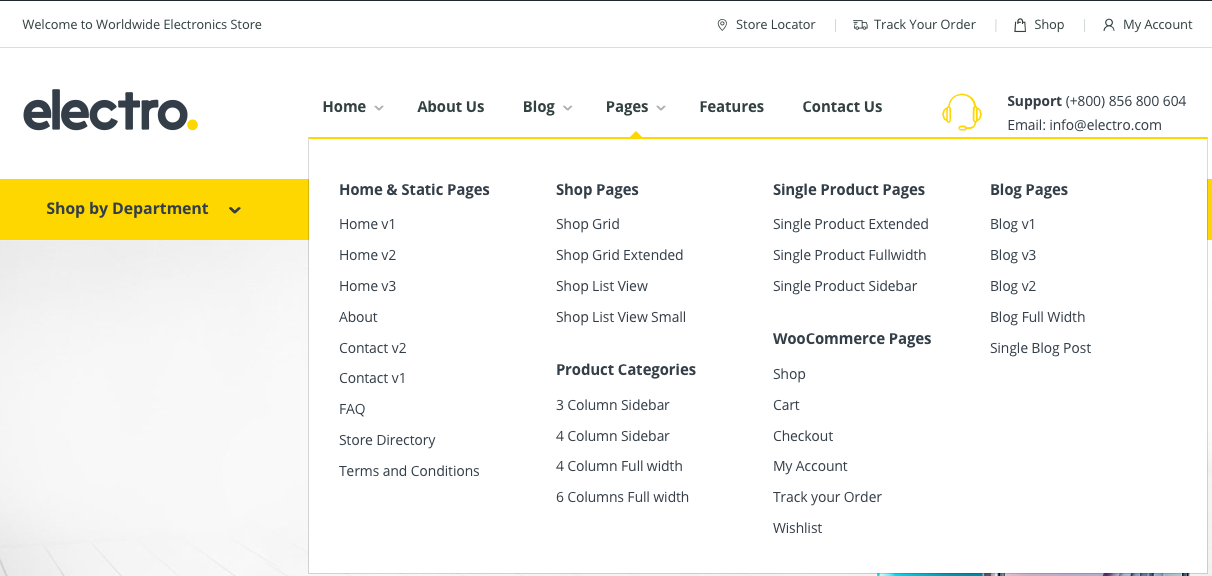 Welcome to Worldwide Electronics Store
Store Locator
Track Your Order
Shop
My Account
electro.
Home
About Us
Blog
Pages
Features
Contact Us
Support (+800) 856 800 604
Email: info@electro.com
Shop by Department
Home & Static Pages
Home v1
Home v2
Home v3
About
Contact v2
Contact v1
FAQ
Store Directory
Terms and Conditions
Shop Pages
Shop Grid
Shop Grid Extended
Shop List View
Shop List View Small
Product Categories
3 Column Sidebar
4 Column Sidebar
4 Column Full width
6 Columns Full width
Single Product Pages
Single Product Extended
Single Product Fullwidth
Single Product Sidebar
WooCommerce Pages
Shop
Cart
Checkout
My Account
Track your Order
Wishlist
Blog Pages
Blog v1
Blog v3
Blog v2
Blog Full Width
Single Blog Post